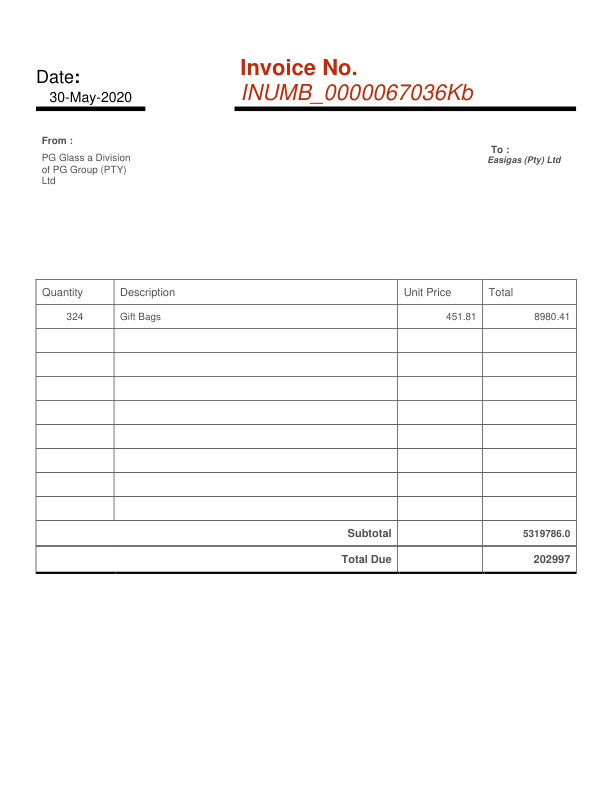 Invoice No.
Date:
INUMB_0000067036Kb
30-May-2020
From :
To :
PG Glass a Division
of PG Group (PTY)
Ltd
Easigas (Pty) Ltd
Quantity Description Unit Price Total
324 Gift Bags 451.81 8980.41
Subtotal 5319786.0
Total Due 202997